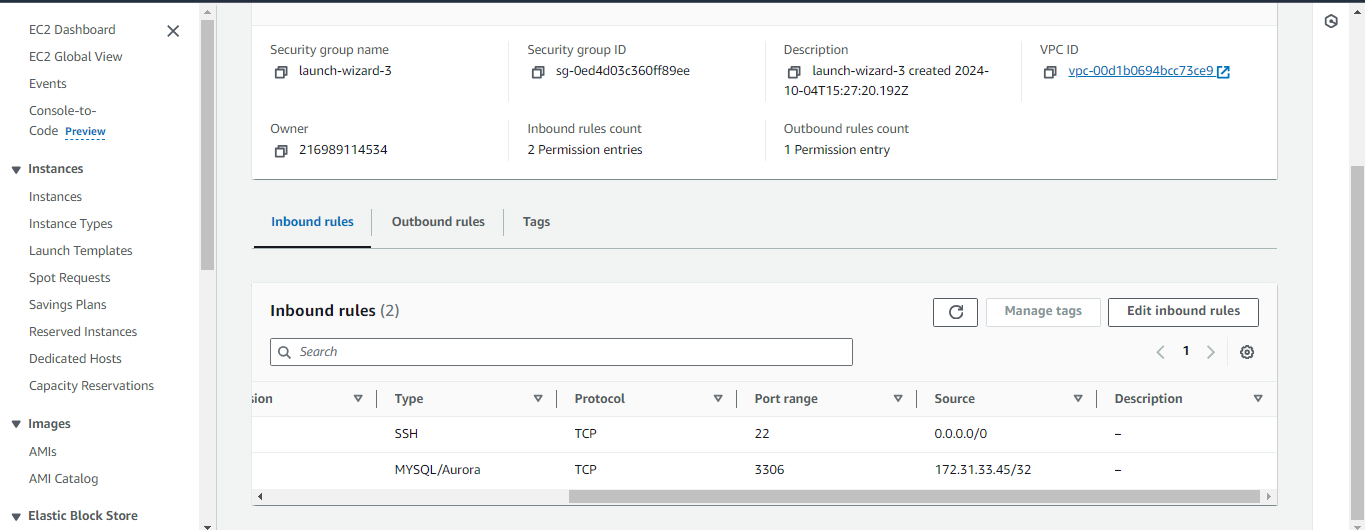 EC2 Dashboard
EC2 Global View
Events
Console-to-
Code Preview
Instances
Instances
Instance Types
Launch Templates
Spot Requests
Savings Plans
Reserved Instances
Dedicated Hosts
Capacity Reservations
Images
AMIs
AMI Catalog
Elastic Block Store
Security group name
launch-wizard-3
Security group ID
sg-0ed4d03c360ff89ee
Description
launch-wizard-3 created 2024-
10-04T15:27:20.192Z
VPC ID
vpc-00d1b0694bcc73ce9
Owner
216989114534
Inbound rules count
2 Permission entries
Outbound rules count
1 Permission entry
Inbound rules Outbound rules Tags
Inbound rules (2)
Manage tags Edit inbound rules
Search
1
sion Type Protocol Port range Source Description
SSH TCP 22 0.0.0.0/0 –
MYSQL/Aurora TCP 3306 172.31.33.45/32 –